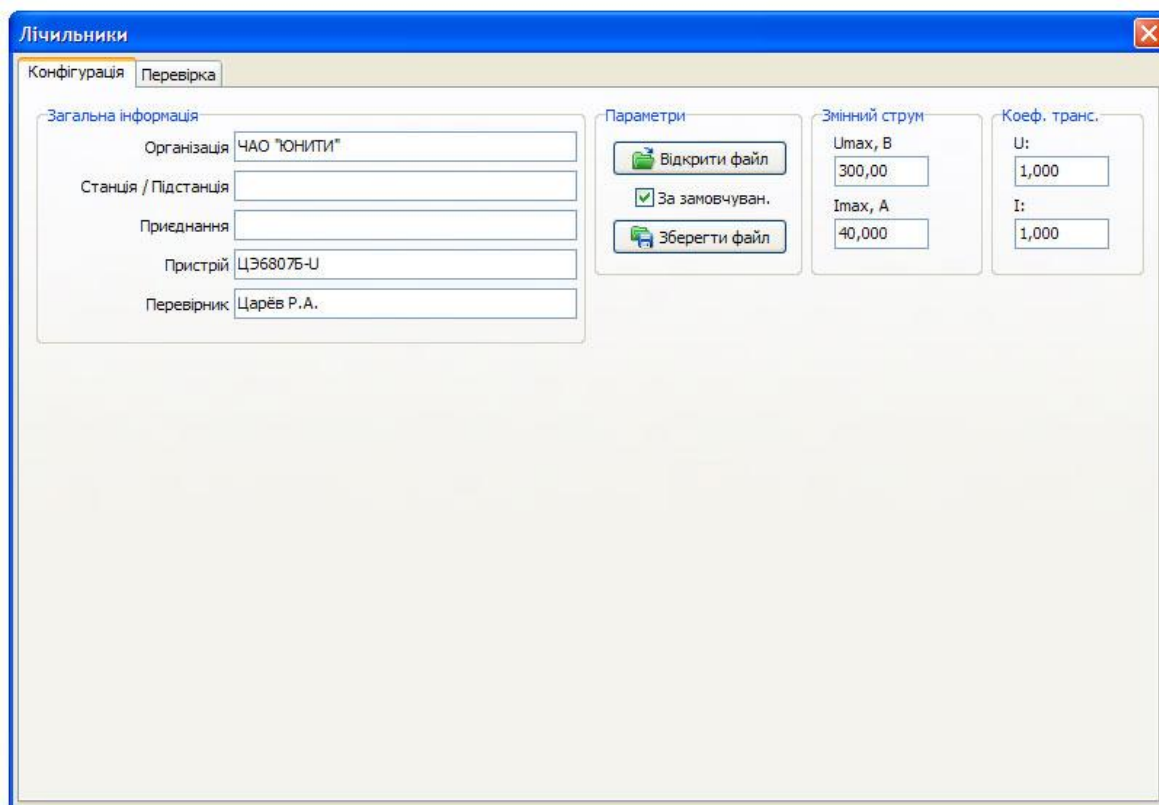 Лічильники
Конфігурація Перевірка
Загальна інформація
Організація ЧАО "ЮНИТИ"
Станція / Підстанція
Приєднання
Пристрій ЦЭ6807Б-U
Перевірник Царёв Р.А.
Параметри
Відкрити файл
За замовчуван.
Зберегти файл
Змінний струм
Umax, В
300,00
Imax, А
40,000
Коеф. транс.
U:
1,000
I:
1,000